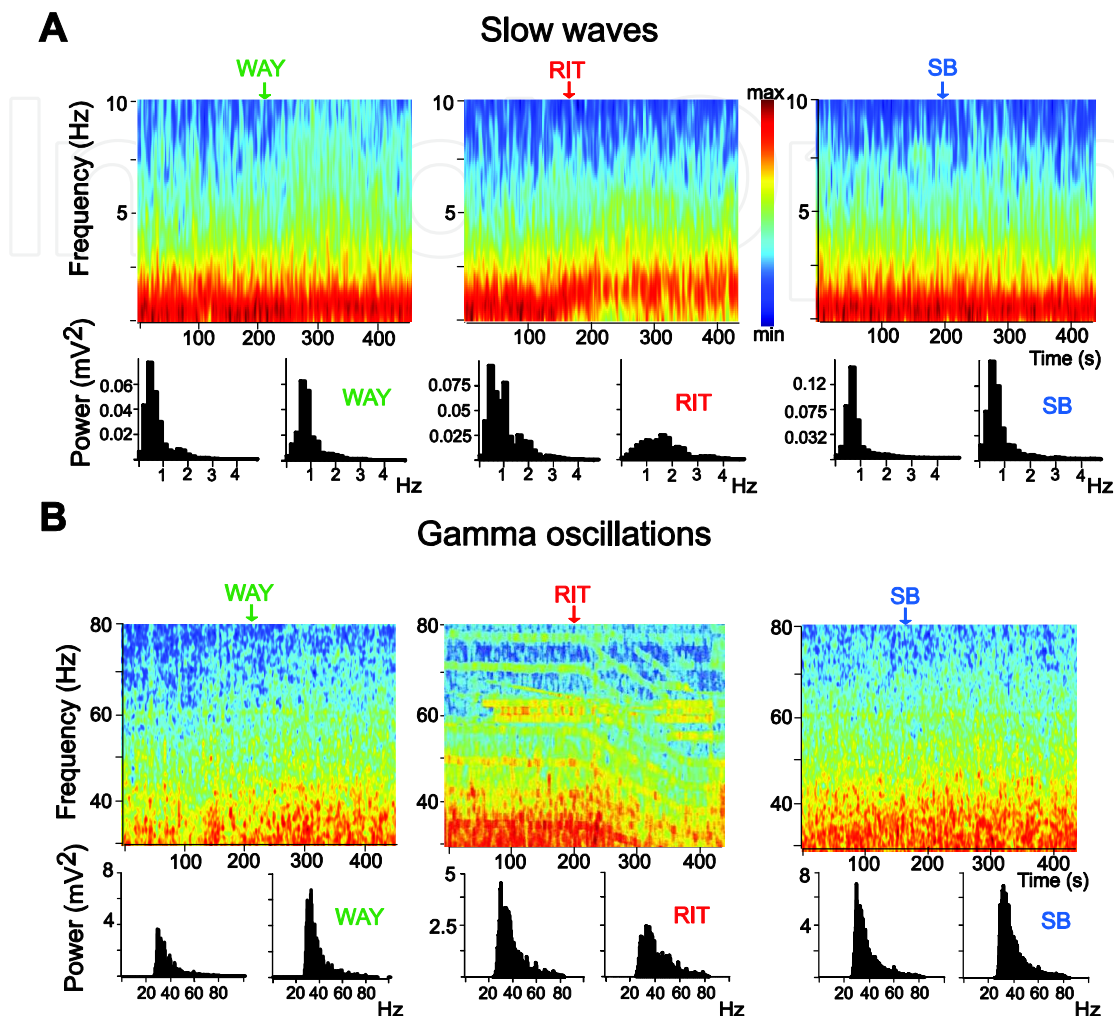 A
Slow waves
WAY
RIT
SB
Frequency (Hz)
10
5
10
5
max
min
10
5
100 200 300 400
100 200 300 400
100 200 300 400
Time (s)
Power (mV2)
0.06
0.04
0.02
1 2 3 4
WAY
1 2 3 4
0.075
0.05
0.025
1 2 3 4
RIT
1 2 3 4
Hz
0.12
0.075
0.032
1 2 3 4
SB
1 2 3 4
Hz
B
Gamma oscillations
WAY
RIT
SB
Frequency (Hz)
80
60
40
80
60
40
80
60
40
0 100 200 300 400
0 100 200 300 400
0 100 200 300 400
Time (s)
Power (mV2)
8
4
20 40 60 80
WAY
20 40 60 80
5
2.5
20 40 60 80
RIT
20 40 60 80
Hz
8
4
20 40 60 80
SB
20 40 60 80
Hz